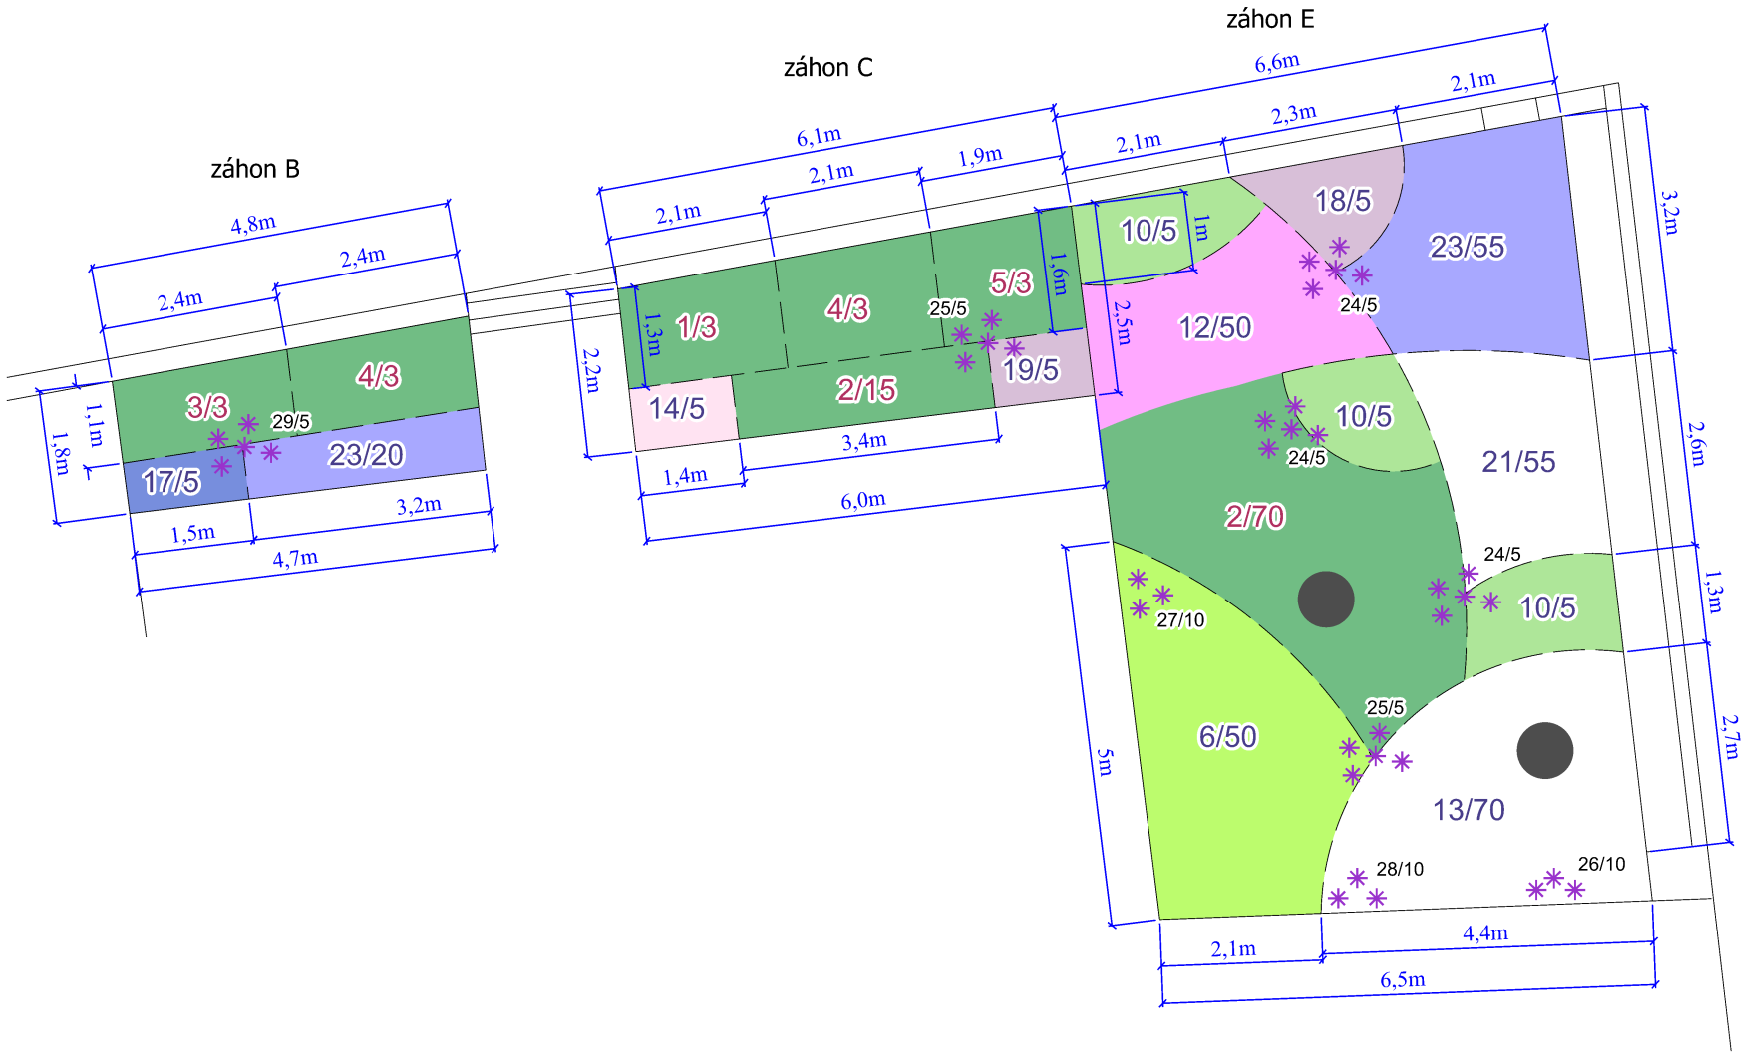 záhon B
4,8m
2,4m
2,4m
1,8m
1,1m
3/3
4/3
29/5
17/5
23/20
1,5m
3,2m
4,7m
záhon C
6,1m
2,1m
2,1m
1,9m
2,2m
1,3m
1/3
4/3
25/5
5/3
1,6m
14/5
2/15
19/5
1,4m
3,4m
6,0m
záhon E
6,6m
2,1m
2,3m
2,1m
10/5
1m
2,5m
18/5
23/55
3,2m
12/50
24/5
10/5
24/5
21/55
2,6m
2/70
24/5
10/5
1,3m
27/10
5m
6/50
25/5
2,7m
13/70
28/10
26/10
2,1m
4,4m
6,5m